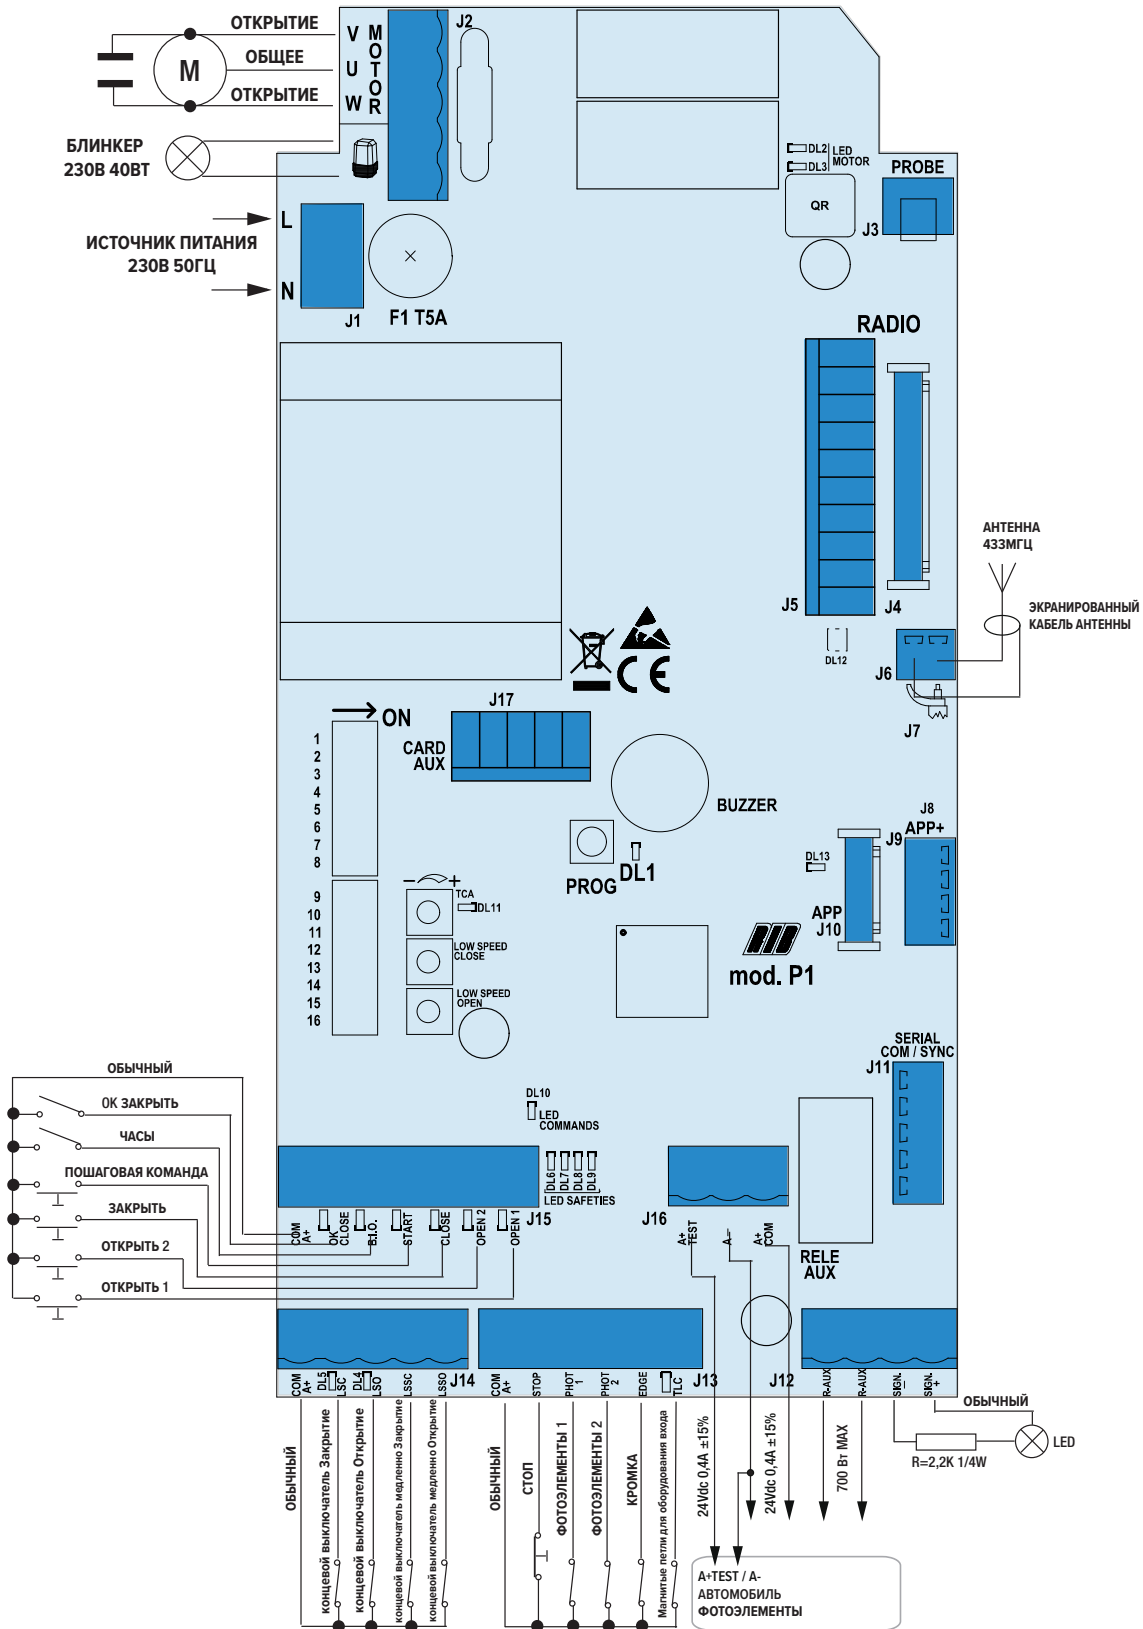 ОТКРЫТИЕ
ОБЩЕЕ
ОТКРЫТИЕ
M
V
U
W
MOTOR
J2
БЛИНКЕР
230В 40ВТ
L
ИСТОЧНИК ПИТАНИЯ
230В 50ГЦ
N
J1
F1 T5A
DL2
DL3
LED
MOTOR
QR
PROBE
J3
RADIO
J5
J4
DL12
АНТЕННА
433МГЦ
ЭКРАНИРОВАННЫЙ
КАБЕЛЬ АНТЕННЫ
J6
J7
CE
ON
1
2
3
4
5
6
7
8
9
10
11
12
13
14
15
16
J17
CARD
AUX
BUZZER
PROG
DL1
J8
APP+
J9
DL13
APP
J10
− +
TCA
DL11
LOW SPEED
CLOSE
LOW SPEED
OPEN
RIB
mod. P1
SERIAL
COM / SYNC
J11
DL10
LED
COMMANDS
DL6
DL7
DL8
DL9
LED SAFETIES
ОБЫЧНЫЙ
OK ЗАКРЫТЬ
ЧАСЫ
ПОШАГОВАЯ КОМАНДА
ЗАКРЫТЬ
ОТКРЫТЬ 2
ОТКРЫТЬ 1
COM
A+
OK
CLOSE
B.I.O.
START
CLOSE
OPEN 2
OPEN 1
J15
J16
A+
TEST
A−
A+
COM
RELE
AUX
COM
A+
DL5
LSC
DL4
LSO
LSSC
LSSO
J14
COM
A+
STOP
PHOT
1
PHOT
2
EDGE
TLC
J13
J12
R-AUX
R-AUX
SIGN.
−
SIGN.
+
ОБЫЧНЫЙ
концевой выключатель Закрытие
концевой выключатель Открытие
концевой выключатель медленно Закрытие
концевой выключатель медленно Открытие
ОБЫЧНЫЙ
СТОП
ФОТОЭЛЕМЕНТЫ 1
ФОТОЭЛЕМЕНТЫ 2
КРОМКА
Магнитые петли для оборудования входа
24Vdc 0,4A ±15%
24Vdc 0,4A ±15%
700 Вт MAX
ОБЫЧНЫЙ
LED
R=2,2K 1/4W
A+TEST / A-
АВТОМОБИЛЬ
ФОТОЭЛЕМЕНТЫ